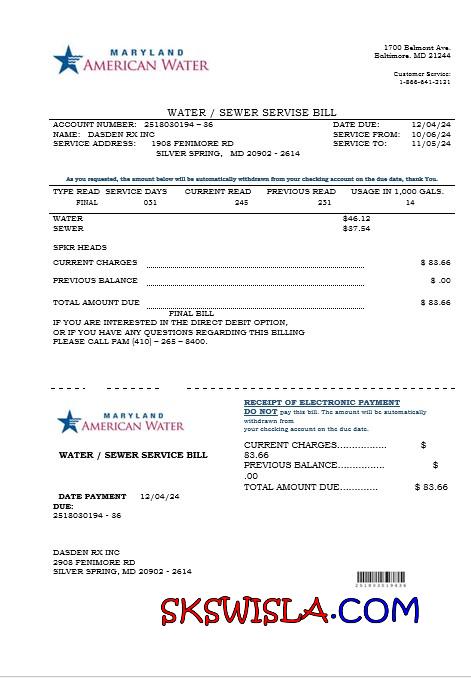 MARYLAND
AMERICAN WATER
1700 Belmont Ave.
Baltimore, MD 21244
Customer Service:
1-866-641-2131
WATER / SEWER SERVISE BILL
ACCOUNT NUMBER: 2518030194 – 36 DATE DUE: 12/04/24
NAME: DASDEN RX INC SERVICE FROM: 10/06/24
SERVICE ADDRESS: 1908 FENIMORE RD SERVICE TO: 11/05/24
SILVER SPRING, MD 20902 - 2614
As you requested, the amount below will be automatically withdrawn from your checking account on the due date, thank You.
TYPE READ SERVICE DAYS CURRENT READ PREVIOUS READ USAGE IN 1,000 GALS.
FINAL 031 245 231 14
WATER $46.12
SEWER $37.54
SPKR HEADS
CURRENT CHARGES $ 83.66
PREVIOUS BALANCE $ .00
TOTAL AMOUNT DUE $ 83.66
FINAL BILL
IF YOU ARE INTERESTED IN THE DIRECT DEBIT OPTION,
OR IF YOU HAVE ANY QUESTIONS REGARDING THIS BILLING
PLEASE CALL PAM (410) – 265 – 8400.
MARYLAND
AMERICAN WATER
WATER / SEWER SERVICE BILL
DATE PAYMENT 12/04/24
DUE:
2518030194 - 36
DASDEN RX INC
2908 FENIMORE RD
SILVER SPRING, MD 20902 - 2614
RECEIPT OF ELECTRONIC PAYMENT
DO NOT pay this bill. The amount will be automatically
withdrawn from
your checking account on the due date.
CURRENT CHARGES................. $
83.66
PREVIOUS BALANCE................ $
.00
TOTAL AMOUNT DUE............. $ 83.66
SKSWISLA.COM